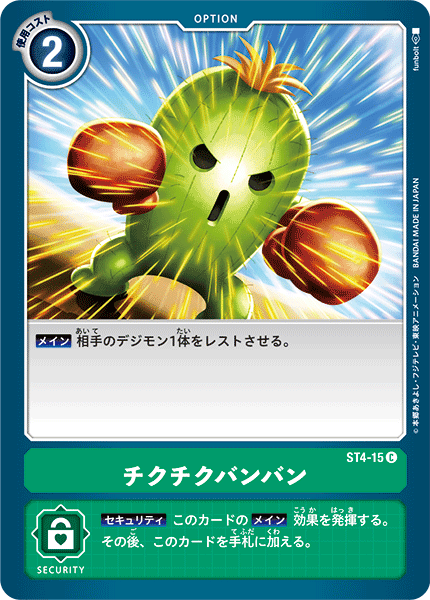 OPTION
使用コスト
2
funbolt
©本郷あきよし・フジテレビ・東映アニメーション BANDAI MADE IN JAPAN
メイン 相手のデジモン1体をレストさせる。
ST4-15 C
チクチクバンバン
セキュリティ このカードの メイン 効果を発揮する。
その後、このカードを手札に加える。
SECURITY